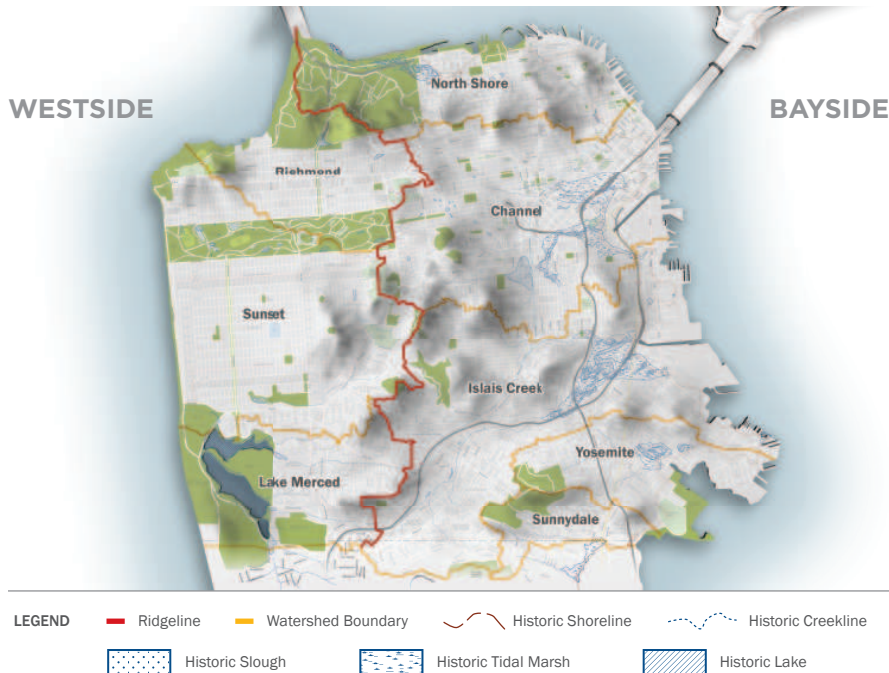 WESTSIDE
BAYSIDE
North Shore
Richmond
Channel
Sunset
Islais Creek
Yosemite
Lake Merced
Sunnydale
LEGEND
Ridgeline
Watershed Boundary
Historic Shoreline
Historic Creekline
Historic Slough
Historic Tidal Marsh
Historic Lake